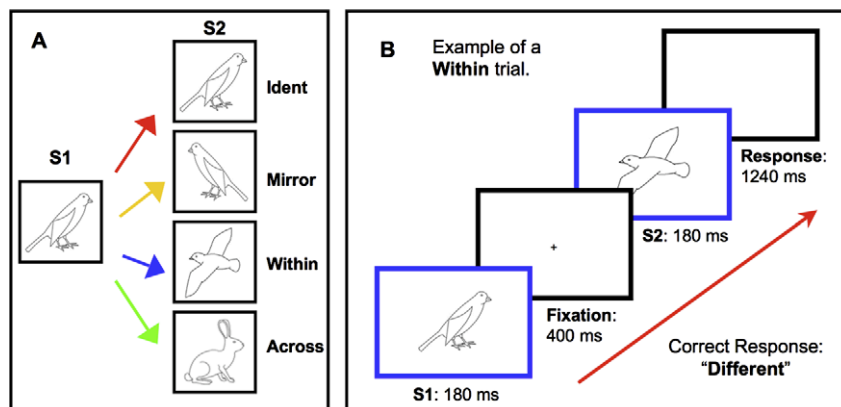 A
S2
S1
Ident
Mirror
Within
Across
B
Example of a
Within trial.
Response:
1240 ms
S2: 180 ms
+
Fixation:
400 ms
S1: 180 ms
Correct Response:
“Different”